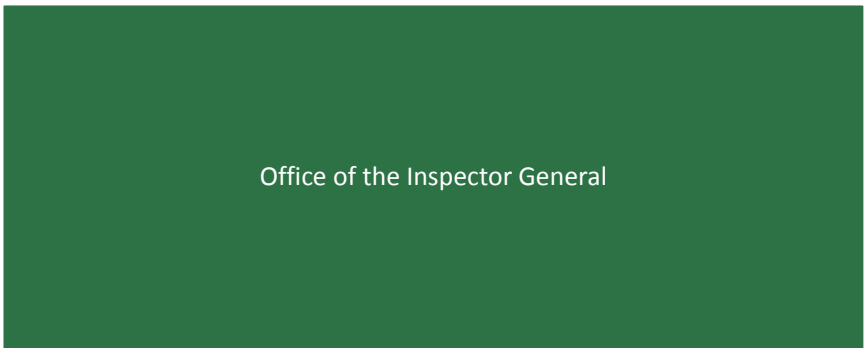 Office of the Inspector General